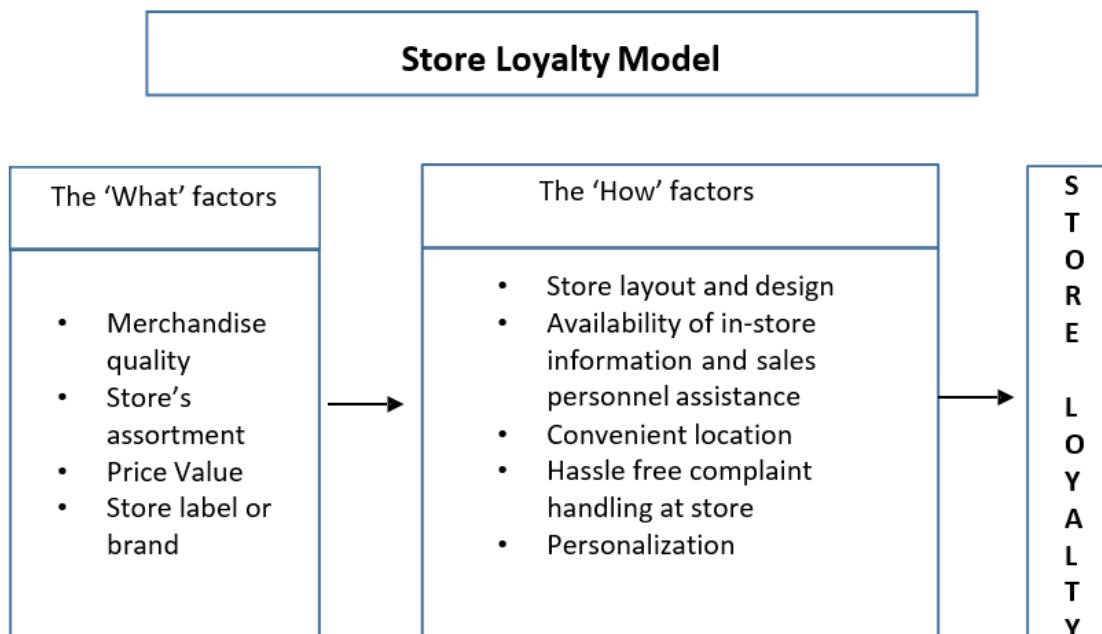 Store Loyalty Model
The ‘What’ factors
• Merchandise
quality
• Store’s
assortment
• Price Value
• Store label or
brand
The ‘How’ factors
• Store layout and design
• Availability of in-store
information and sales
personnel assistance
• Convenient location
• Hassle free complaint
handling at store
• Personalization
S
T
O
R
E
L
O
Y
A
L
T
Y